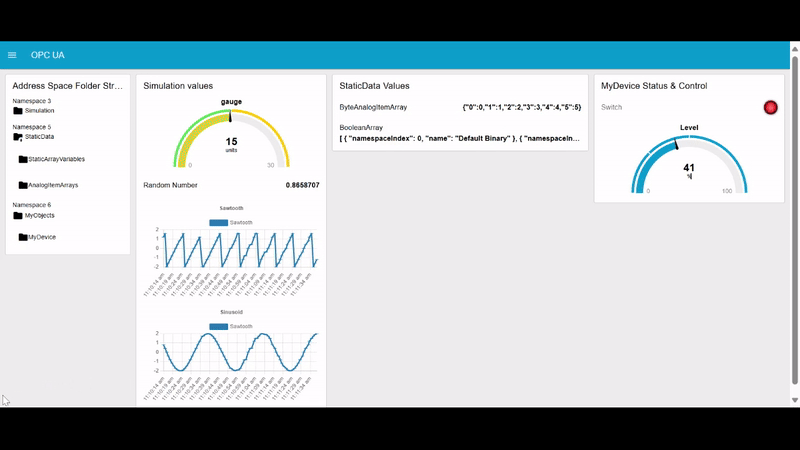 OPC UA
Address Space Folder Str...
Namespace 3
Simulation
Namespace 5
StaticData
StaticArrayVariables
AnalogItemArrays
Namespace 6
MyObjects
MyDevice
Simulation values
gauge
15
units
0
30
Random Number 0.8658707
Sawtooth
Sawtooth
2
1
0
-1
-2
11:10:14 am
11:10:19 am
11:10:24 am
11:10:29 am
11:10:34 am
11:10:39 am
11:10:44 am
11:10:49 am
11:10:54 am
11:10:59 am
11:11:04 am
11:11:09 am
11:11:14 am
11:11:19 am
11:11:24 am
11:11:29 am
11:11:34 am
Sinusoid
Sawtooth
2
1
0
-1
-2
11:10:14 am
11:10:19 am
11:10:24 am
11:10:29 am
11:10:34 am
11:10:39 am
11:10:44 am
11:10:49 am
11:10:54 am
11:10:59 am
11:11:04 am
11:11:09 am
11:11:14 am
11:11:19 am
11:11:24 am
11:11:29 am
11:11:34 am
StaticData Values
ByteAnalogItemArray {"0":0,"1":1,"2":2,"3":3,"4":4,"5":5}
BooleanArray
[ { "namespaceIndex": 0, "name": "Default Binary" }, { "namespaceIn...
MyDevice Status & Control
Switch
Level
41
%
0
100